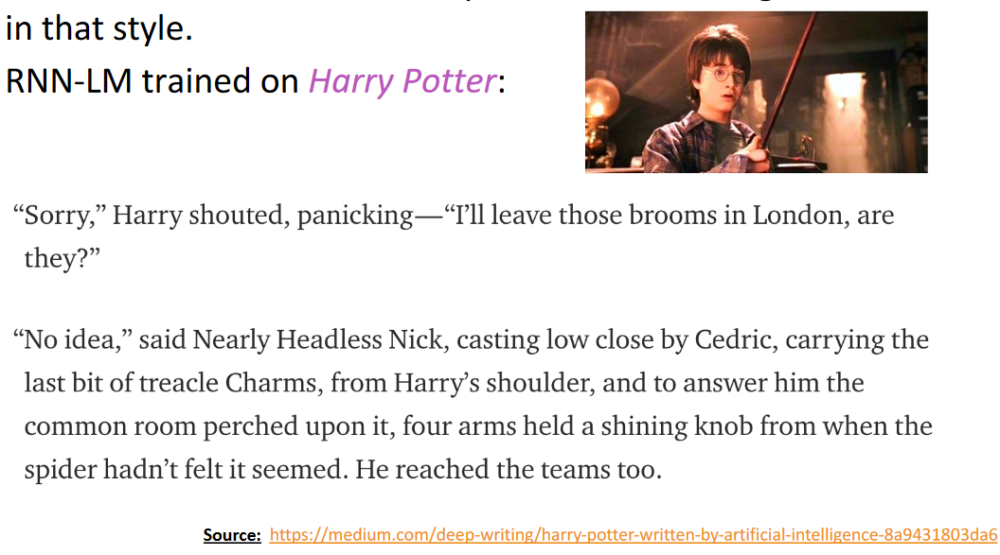 in that style.
RNN-LM trained on Harry Potter:
“Sorry,” Harry shouted, panicking—“I’ll leave those brooms in London, are
they?”
“No idea,” said Nearly Headless Nick, casting low close by Cedric, carrying the
last bit of treacle Charms, from Harry’s shoulder, and to answer him the
common room perched upon it, four arms held a shining knob from when the
spider hadn’t felt it seemed. He reached the teams too.
Source: https://medium.com/deep-writing/harry-potter-written-by-artificial-intelligence-8a9431803da6